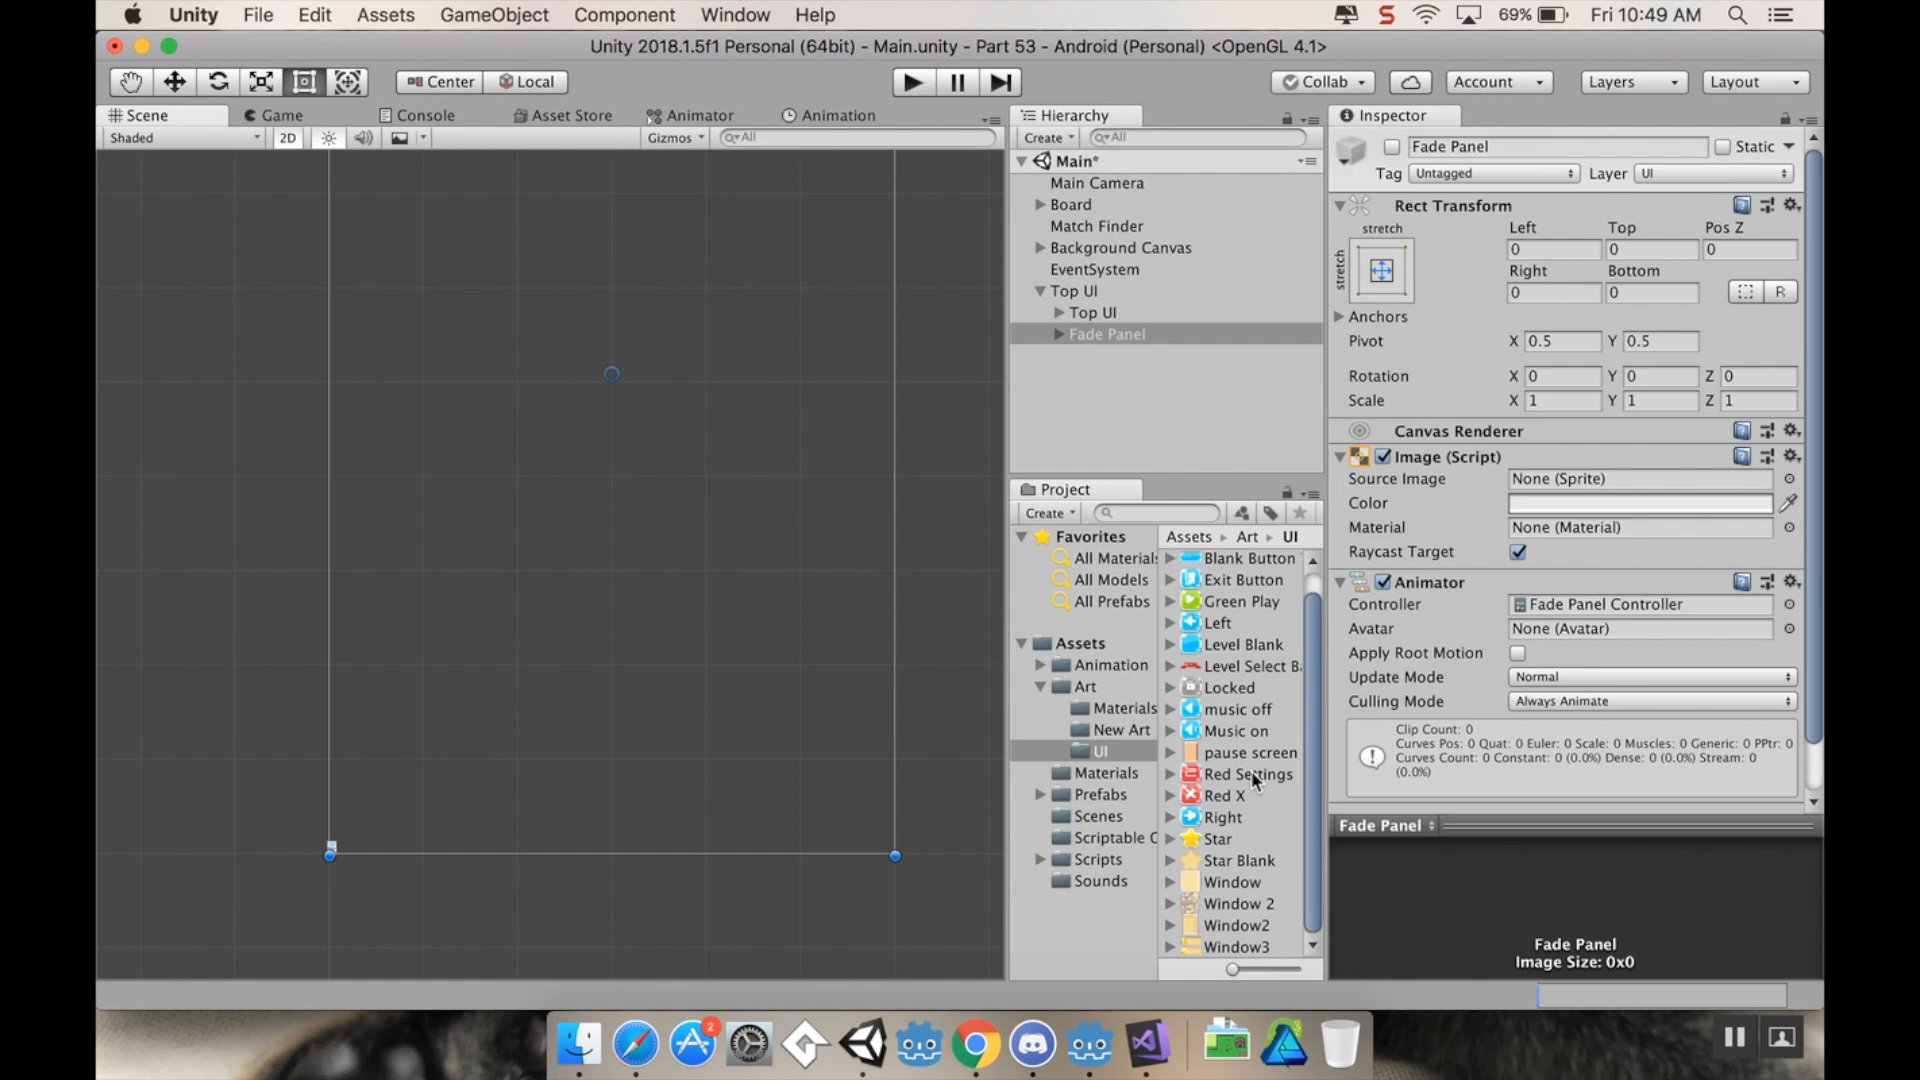 Unity File Edit Assets GameObject Component Window Help
S 69% Fri 10:49 AM
Unity 2018.1.5f1 Personal (64bit) - Main.unity - Part 53 - Android (Personal) <OpenGL 4.1>
Center Local Collab Account Layers Layout
Scene Game Console Asset Store Animator Animation
Shaded 2D Gizmos All
Hierarchy
Create All
Main*
Main Camera
Board
Match Finder
Background Canvas
EventSystem
Top UI
Top UI
Fade Panel
Project
Create
Favorites
All Material
All Models
All Prefabs
Assets
Animation
Art
Materials
New Art
UI
Materials
Prefabs
Scenes
Scriptable
Scripts
Sounds
Assets Art UI
Blank Button
Exit Button
Green Play
Left
Level Blank
Level Select
Locked
music off
Music on
pause screen
Red Settings
Red X
Right
Star
Star Blank
Window
Window 2
Window2
Window3
Inspector
Fade Panel Static
Tag Untagged Layer UI
Rect Transform
stretch Left Top Pos Z
stretch
0 0 0
Right Bottom
0 0 R
Anchors
Pivot X 0.5 Y 0.5
Rotation X 0 Y 0 Z 0
Scale X 1 Y 1 Z 1
Canvas Renderer
Image (Script)
Source Image None (Sprite)
Color
Material None (Material)
Raycast Target
Animator
Controller Fade Panel Controller
Avatar None (Avatar)
Apply Root Motion
Update Mode Normal
Culling Mode Always Animate
Clip Count: 0
Curves Pos: 0 Quat: 0 Euler: 0 Scale: 0 Muscles: 0 Generic: 0 PPtr: 0
Curves Count: 0 Constant: 0 (0.0%) Dense: 0 (0.0%) Stream: 0
(0.0%)
Fade Panel
Fade Panel
Image Size: 0x0
2